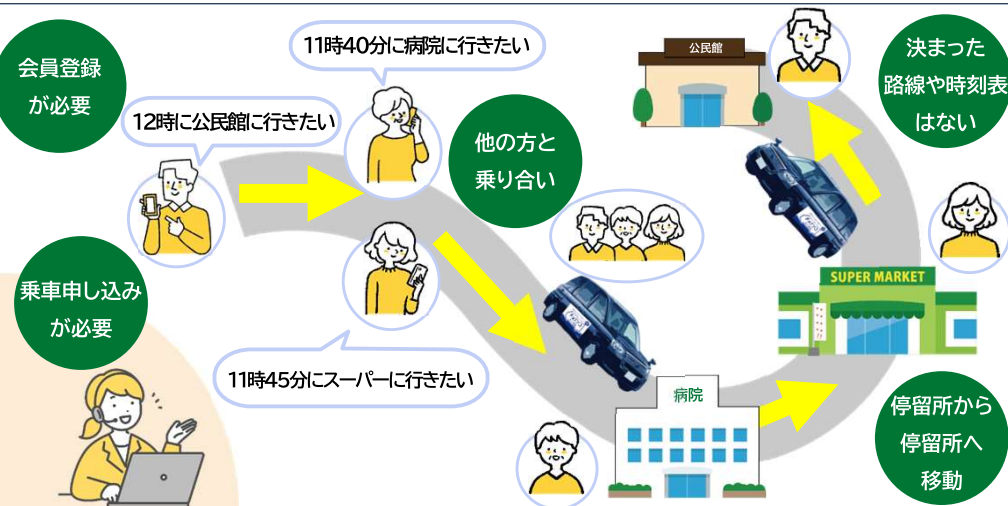 会員登録
が必要
11時40分に病院に行きたい
12時に公民館に行きたい
他の方と
乗り合い
公民館
決まった
路線や時刻表
はない
乗車申し込み
が必要
11時45分にスーパーに行きたい
SUPER MARKET
病院
停留所から
停留所へ
移動